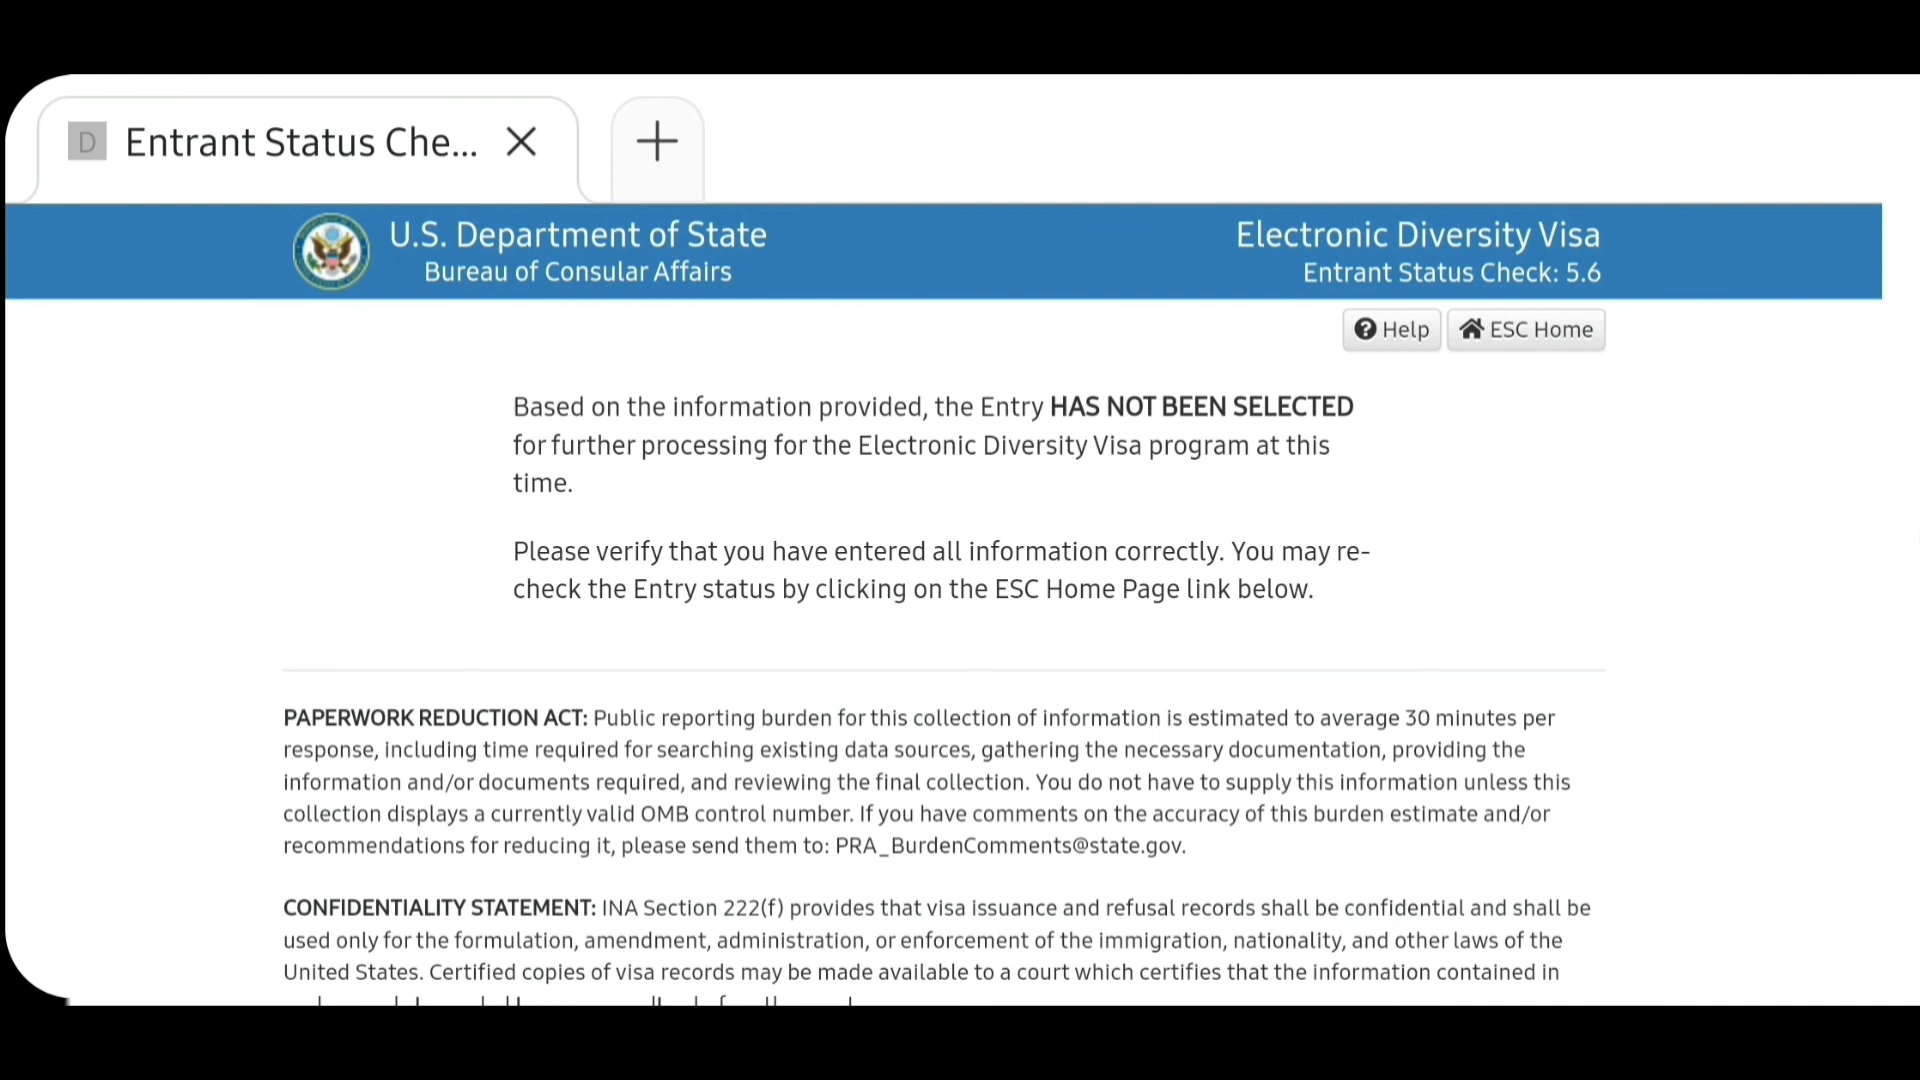 D Entrant Status Che...
U.S. Department of State
Bureau of Consular Affairs
Electronic Diversity Visa
Entrant Status Check: 5.6
Help
ESC Home
Based on the information provided, the Entry HAS NOT BEEN SELECTED
for further processing for the Electronic Diversity Visa program at this
time.
Please verify that you have entered all information correctly. You may re-
check the Entry status by clicking on the ESC Home Page link below.
PAPERWORK REDUCTION ACT: Public reporting burden for this collection of information is estimated to average 30 minutes per
response, including time required for searching existing data sources, gathering the necessary documentation, providing the
information and/or documents required, and reviewing the final collection. You do not have to supply this information unless this
collection displays a currently valid OMB control number. If you have comments on the accuracy of this burden estimate and/or
recommendations for reducing it, please send them to: PRA_BurdenComments@state.gov.
CONFIDENTIALITY STATEMENT: INA Section 222(f) provides that visa issuance and refusal records shall be confidential and shall be
used only for the formulation, amendment, administration, or enforcement of the immigration, nationality, and other laws of the
United States. Certified copies of visa records may be made available to a court which certifies that the information contained in